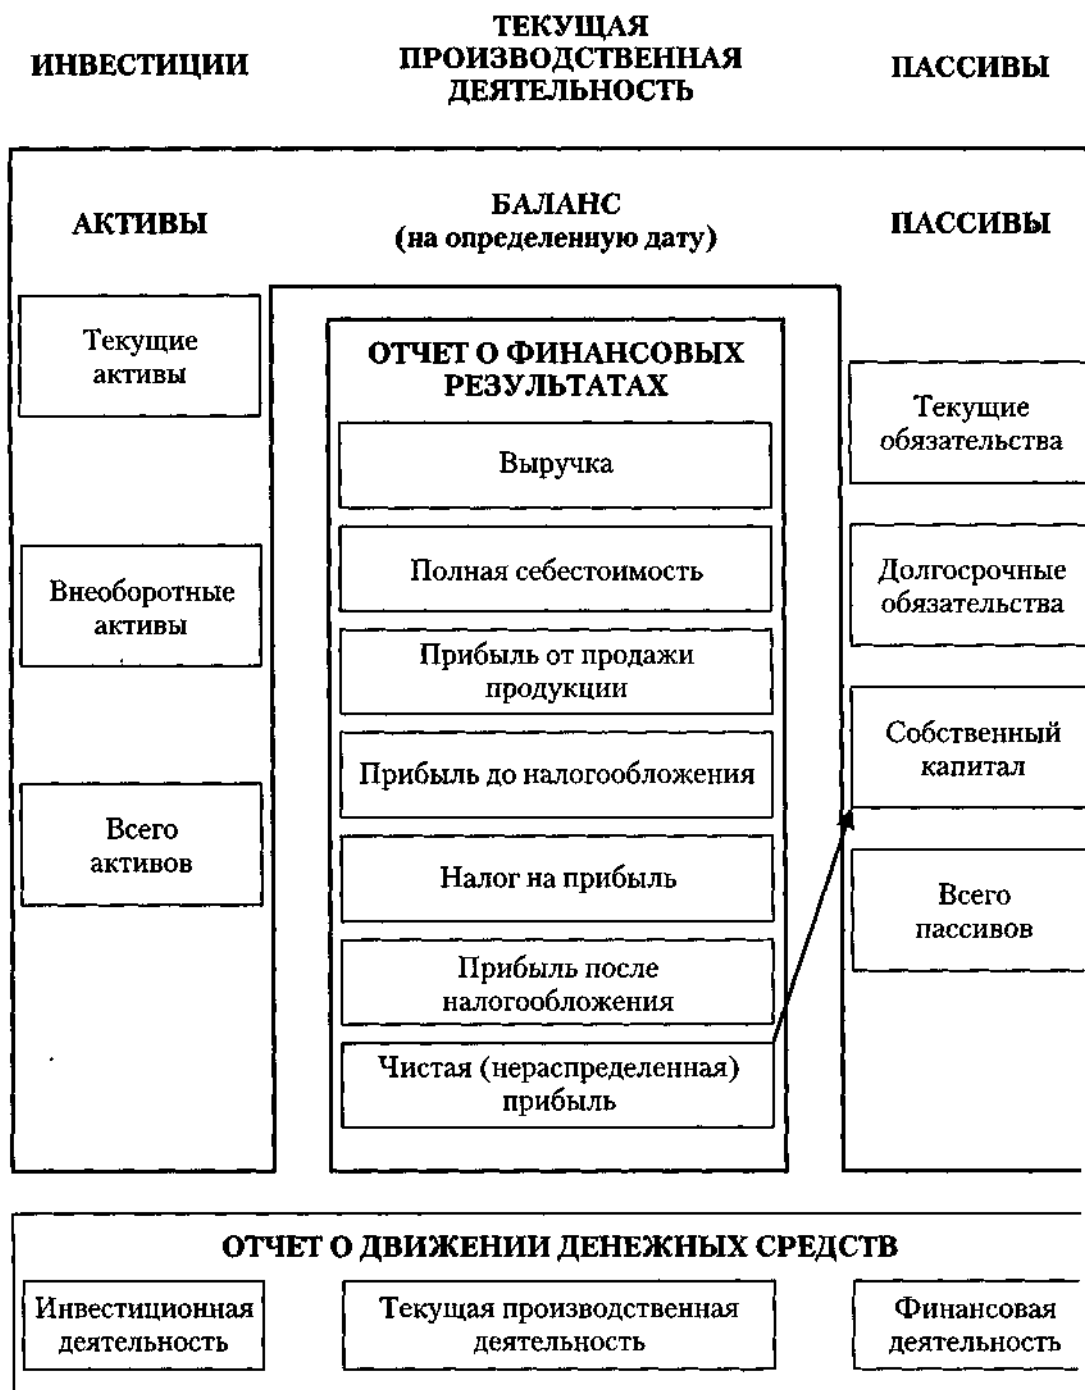 ИНВЕСТИЦИИ
ТЕКУЩАЯ
ПРОИЗВОДСТВЕННАЯ
ДЕЯТЕЛЬНОСТЬ
ПАССИВЫ
АКТИВЫ
БАЛАНС
(на определенную дату)
ПАССИВЫ
Текущие
активы
Внеоборотные
активы
Всего
активов
ОТЧЕТ О ФИНАНСОВЫХ
РЕЗУЛЬТАТАХ
Выручка
Полная себестоимость
Прибыль от продажи
продукции
Прибыль до налогообложения
Налог на прибыль
Прибыль после
налогообложения
Чистая (нераспределенная)
прибыль
Текущие
обязательства
Долгосрочные
обязательства
Собственный
капитал
Всего
пассивов
ОТЧЕТ О ДВИЖЕНИИ ДЕНЕЖНЫХ СРЕДСТВ
Инвестиционная
деятельность
Текущая производственная
деятельность
Финансовая
деятельность